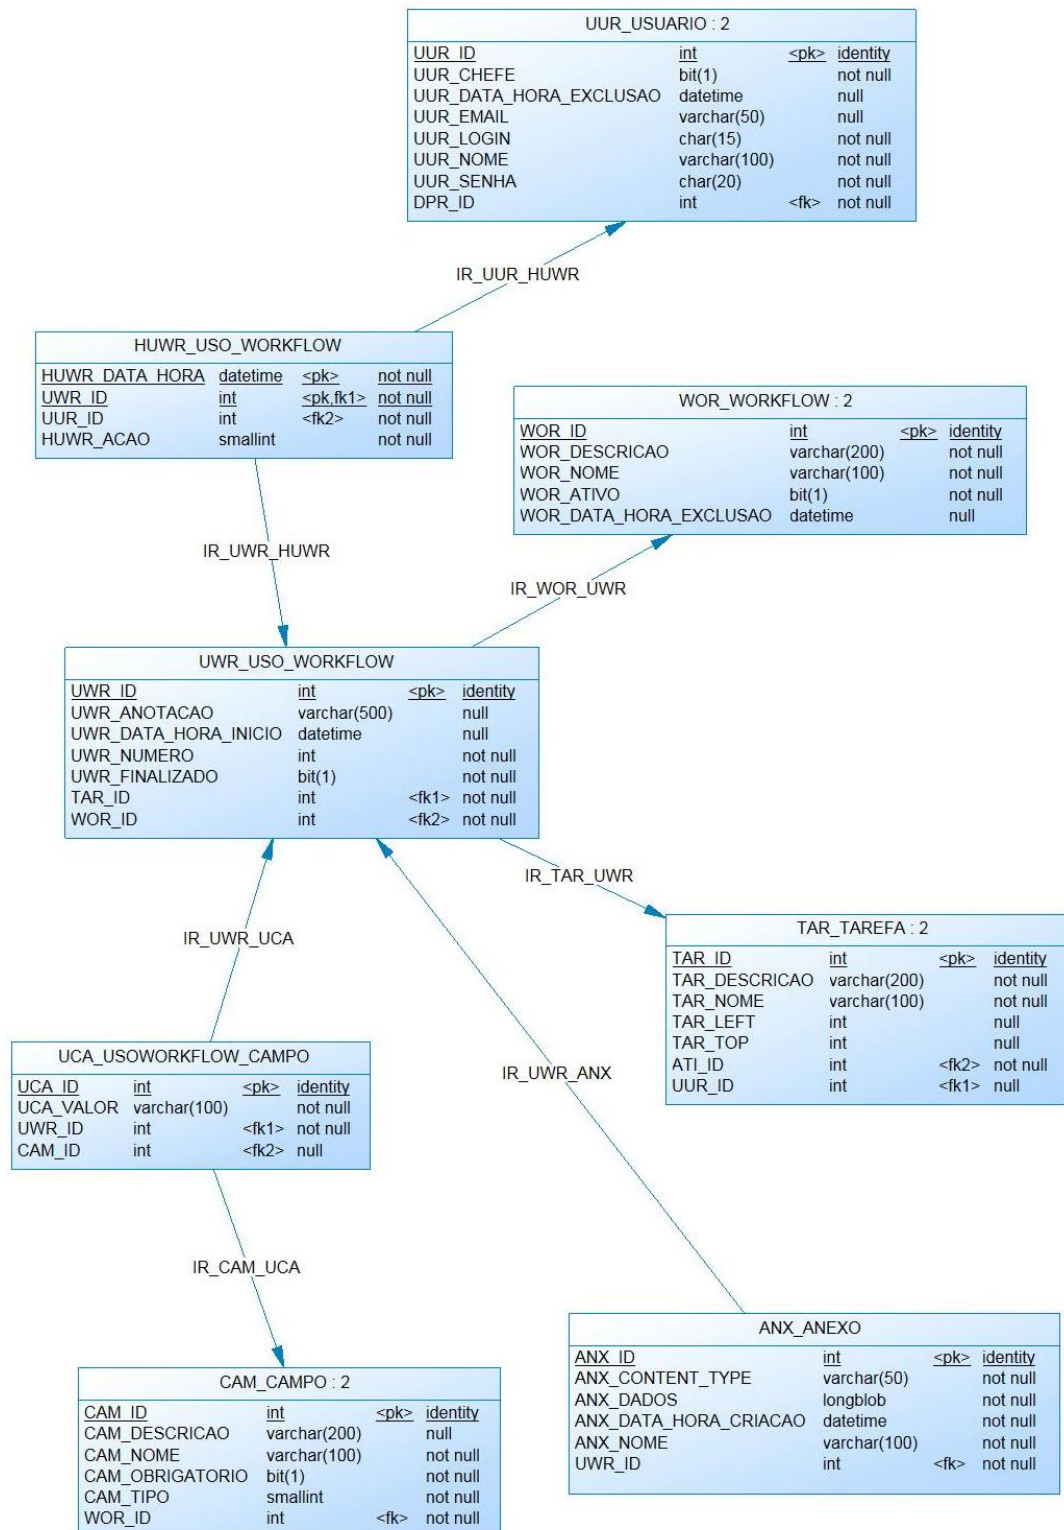 UUR_USUARIO : 2
UUR_ID int <pk> identity
UUR_CHEFE bit(1) not null
UUR_DATA_HORA_EXCLUSAO datetime null
UUR_EMAIL varchar(50) null
UUR_LOGIN char(15) not null
UUR_NOME varchar(100) not null
UUR_SENHA char(20) not null
DPR_ID int <fk> not null
IR_UUR_HUWR
HUWR_USO_WORKFLOW
HUWR_DATA_HORA datetime <pk> not null
UWR_ID int <pk,fk1> not null
UUR_ID int <fk2> not null
HUWR_ACAO smallint not null
WOR_WORKFLOW : 2
WOR_ID int <pk> identity
WOR_DESCRICAO varchar(200) not null
WOR_NOME varchar(100) not null
WOR_ATIVO bit(1) not null
WOR_DATA_HORA_EXCLUSAO datetime null
IR_UWR_HUWR
IR_WOR_UWR
UWR_USO_WORKFLOW
UWR_ID int <pk> identity
UWR_ANOTACAO varchar(500) null
UWR_DATA_HORA_INICIO datetime null
UWR_NUMERO int not null
UWR_FINALIZADO bit(1) not null
TAR_ID int <fk1> not null
WOR_ID int <fk2> not null
IR_TAR_UWR
IR_UWR_UCA
TAR_TAREFA : 2
TAR_ID int <pk> identity
TAR_DESCRICAO varchar(200) not null
TAR_NOME varchar(100) not null
TAR_LEFT int null
TAR_TOP int null
ATI_ID int <fk2> not null
UUR_ID int <fk1> null
UCA_USOWORKFLOW_CAMPO
UCA_ID int <pk> identity
UCA_VALOR varchar(100) not null
UWR_ID int <fk1> not null
CAM_ID int <fk2> null
IR_UWR_ANX
IR_CAM_UCA
ANX_ANEXO
ANX_ID int <pk> identity
ANX_CONTENT_TYPE varchar(50) not null
ANX_DADOS longblob not null
ANX_DATA_HORA_CRIACAO datetime not null
ANX_NOME varchar(100) not null
UWR_ID int <fk> not null
CAM_CAMPO : 2
CAM_ID int <pk> identity
CAM_DESCRICAO varchar(200) null
CAM_NOME varchar(100) not null
CAM_OBRIGATORIO bit(1) not null
CAM_TIPO smallint not null
WOR_ID int <fk> not null